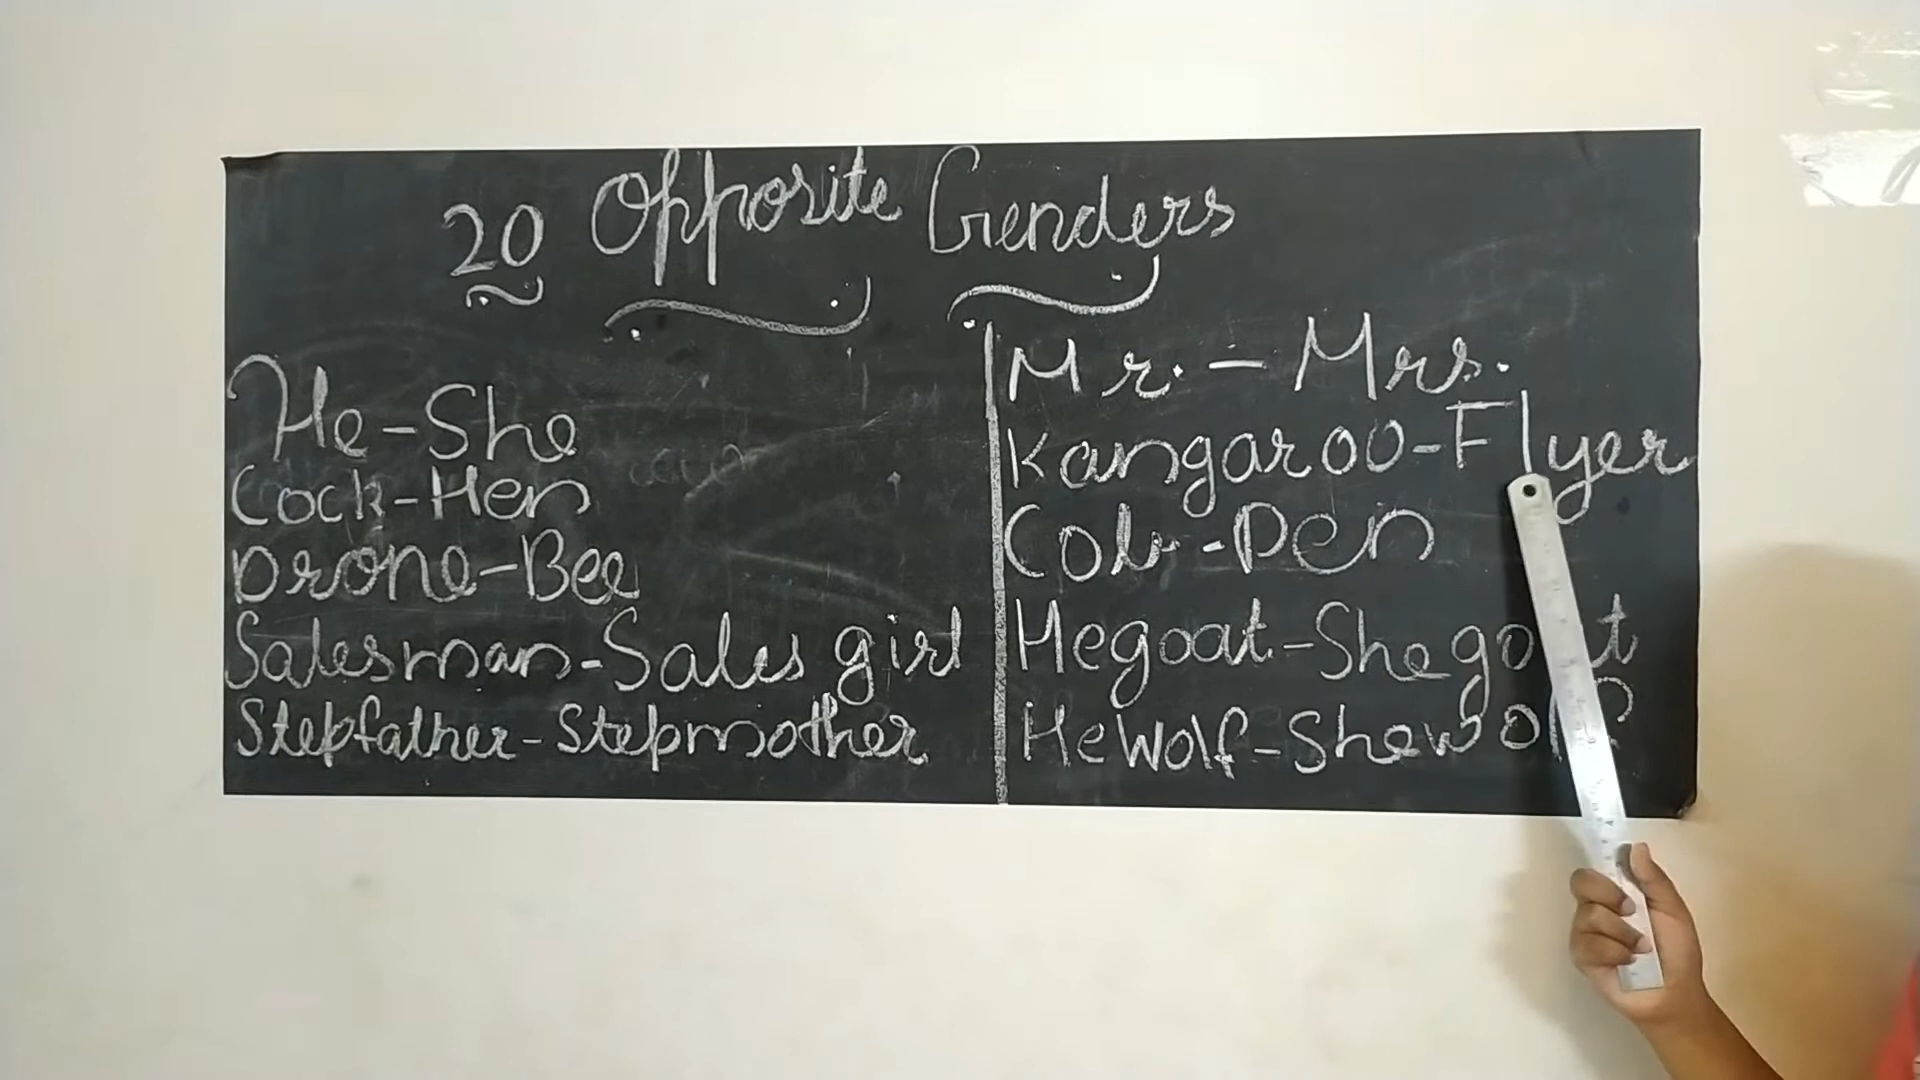 20 Opposite Genders
He-She
Cock-Hen
Drone-Bee
Salesman-Sales girl
Stepfather-Stepmother
Mr.-Mrs.
Kangaroo-Flyer
Cob-Pen
Hegoat-Shegoat
HeWolf-Shewolf